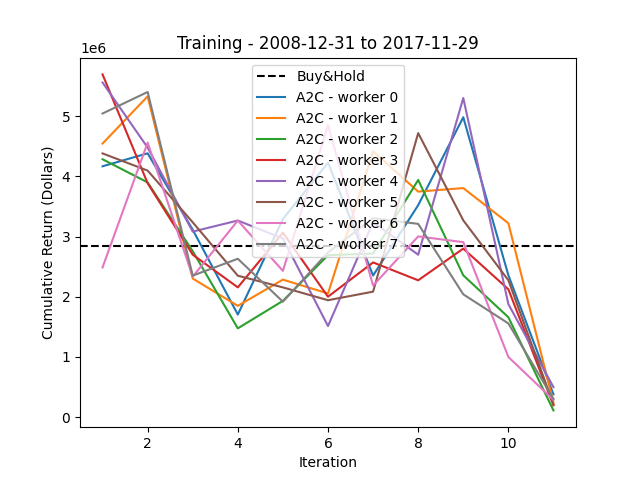 Training - 2008-12-31 to 2017-11-29
1e6
Buy&Hold
A2C - worker 0
A2C - worker 1
A2C - worker 2
A2C - worker 3
A2C - worker 4
A2C - worker 5
A2C - worker 6
A2C - worker 7
Cumulative Return (Dollars)
5
4
3
2
1
0
2
4
6
8
10
Iteration